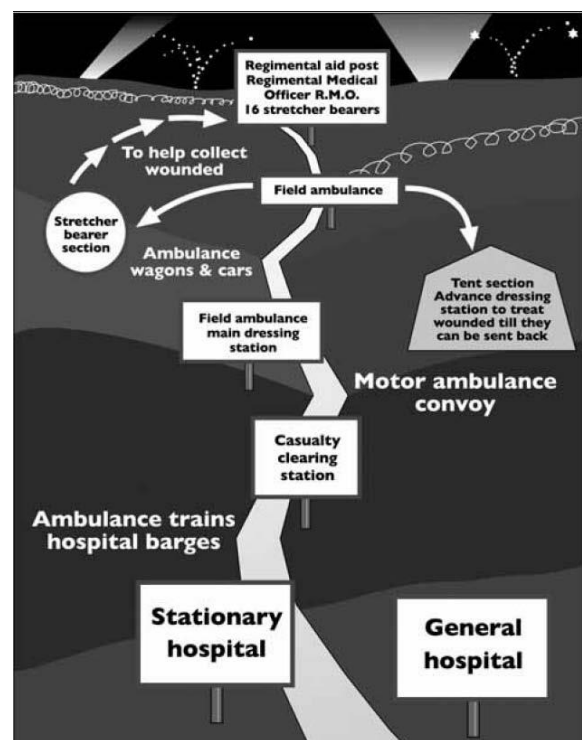 Regimental aid post
Regimental Medical
Officer R.M.O.
16 stretcher bearers
To help collect
wounded
Field ambulance
Stretcher
bearer
section
Ambulance
wagons & cars
Tent section
Advance dressing
station to treat
wounded till they
can be sent back
Field ambulance
main dressing
station
Motor ambulance
convoy
Casualty
clearing
station
Ambulance trains
hospital barges
Stationary
hospital
General
hospital